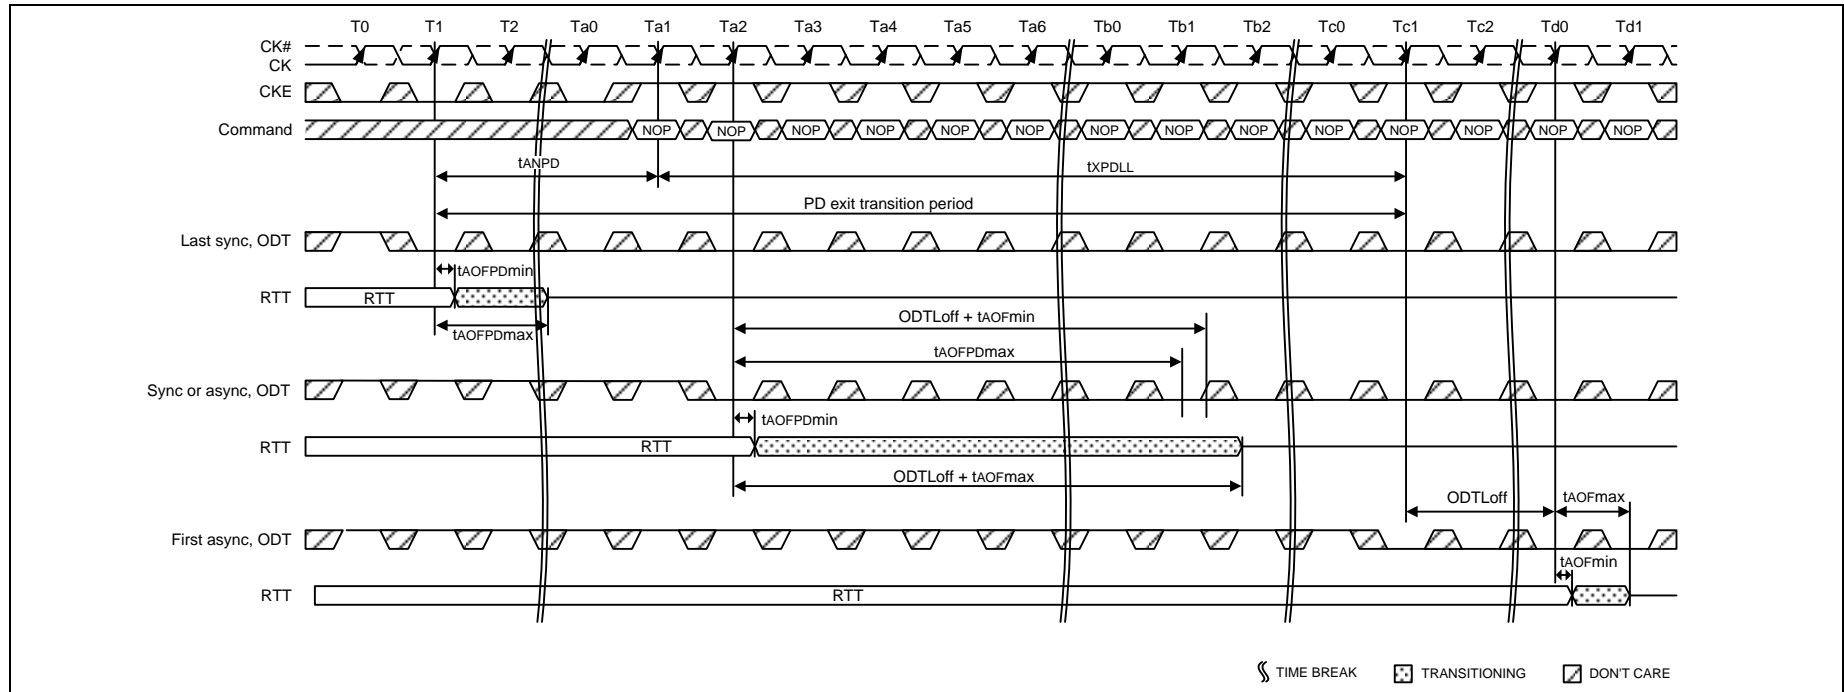 T0 T1 T2 Ta0 Ta1 Ta2 Ta3 Ta4 Ta5 Ta6 Tb0 Tb1 Tb2 Tc0 Tc1 Tc2 Td0 Td1
CK#
CK
CKE
Command NOP NOP NOP NOP NOP NOP NOP NOP NOP NOP NOP NOP NOP NOP
tANPD tXPDLL
PD exit transition period
Last sync, ODT
tAOFPDmin
RTT RTT
tAOFPDmax
ODTLoff + tAOFmin
tAOFPDmax
Sync or async, ODT
tAOFPDmin
RTT RTT
ODTLoff + tAOFmax
ODTLoff tAOFmax
First async, ODT
tAOFmin
RTT RTT
TIME BREAK TRANSITIONING DON'T CARE